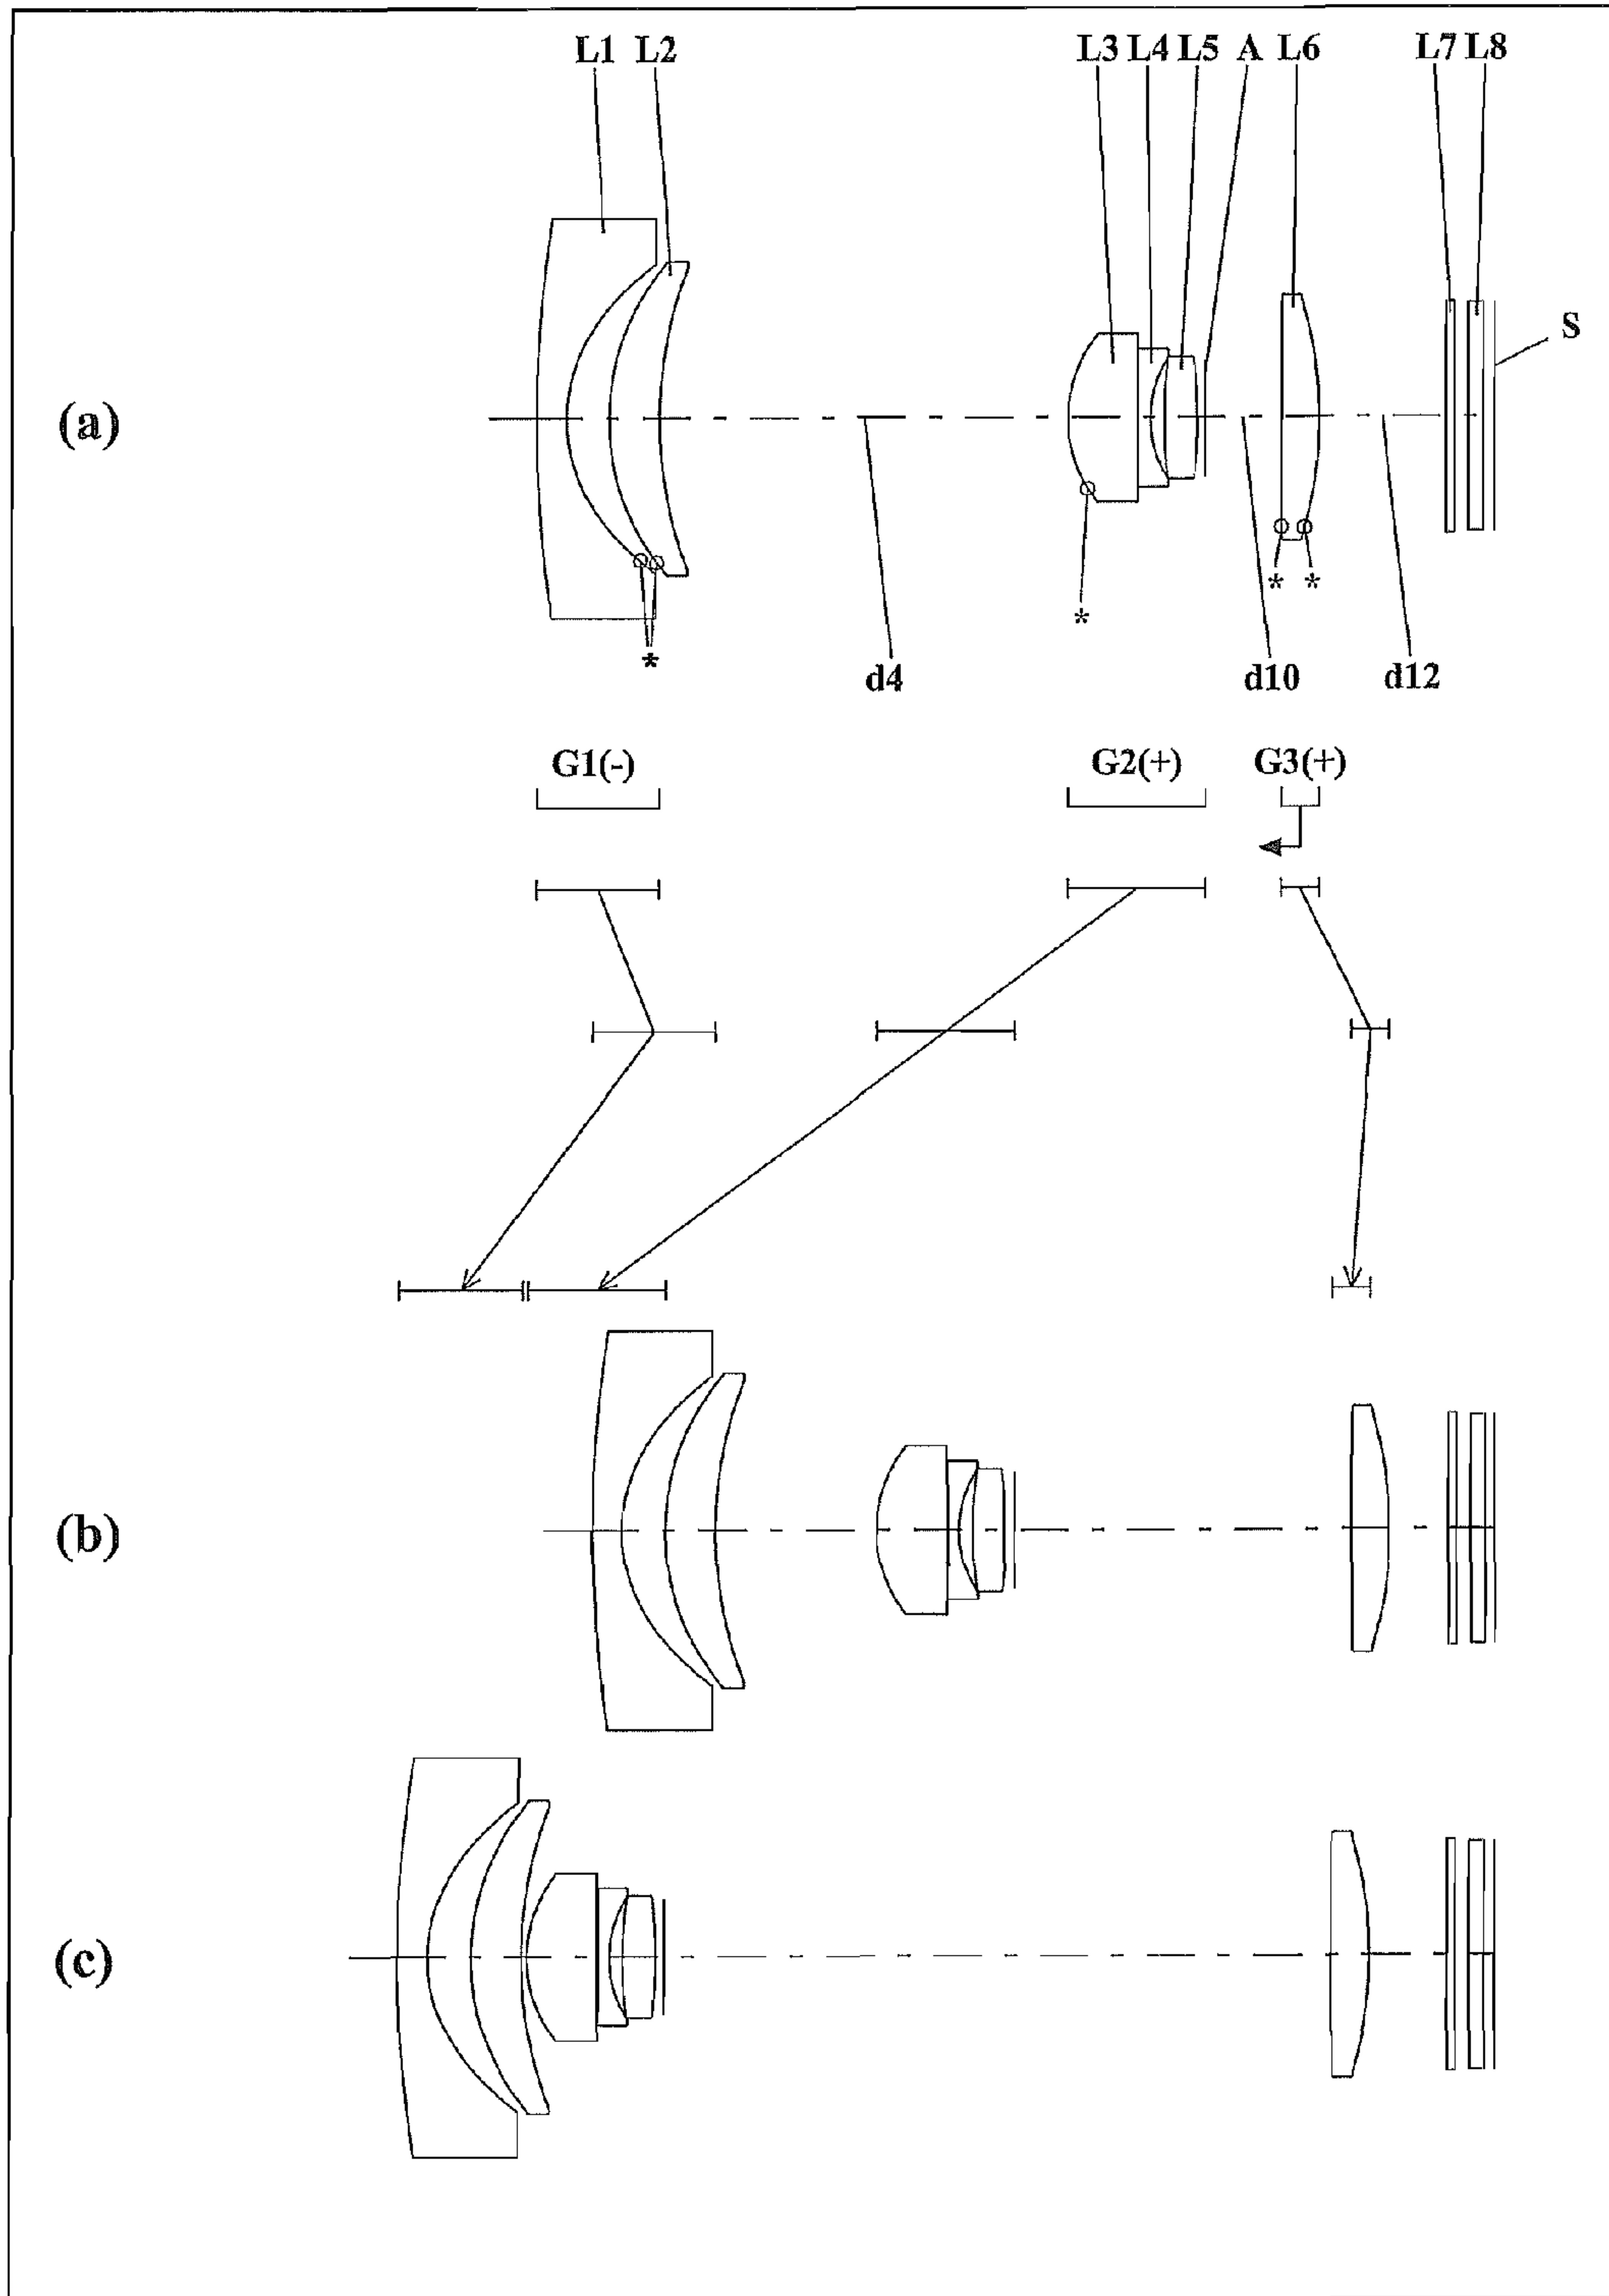 L1 L2 L3 L4 L5 A L6 L7 L8
S
(a)
* *
*
*
d4 d10 d12
G1(-) G2(+) G3(+)
(b)
(c)